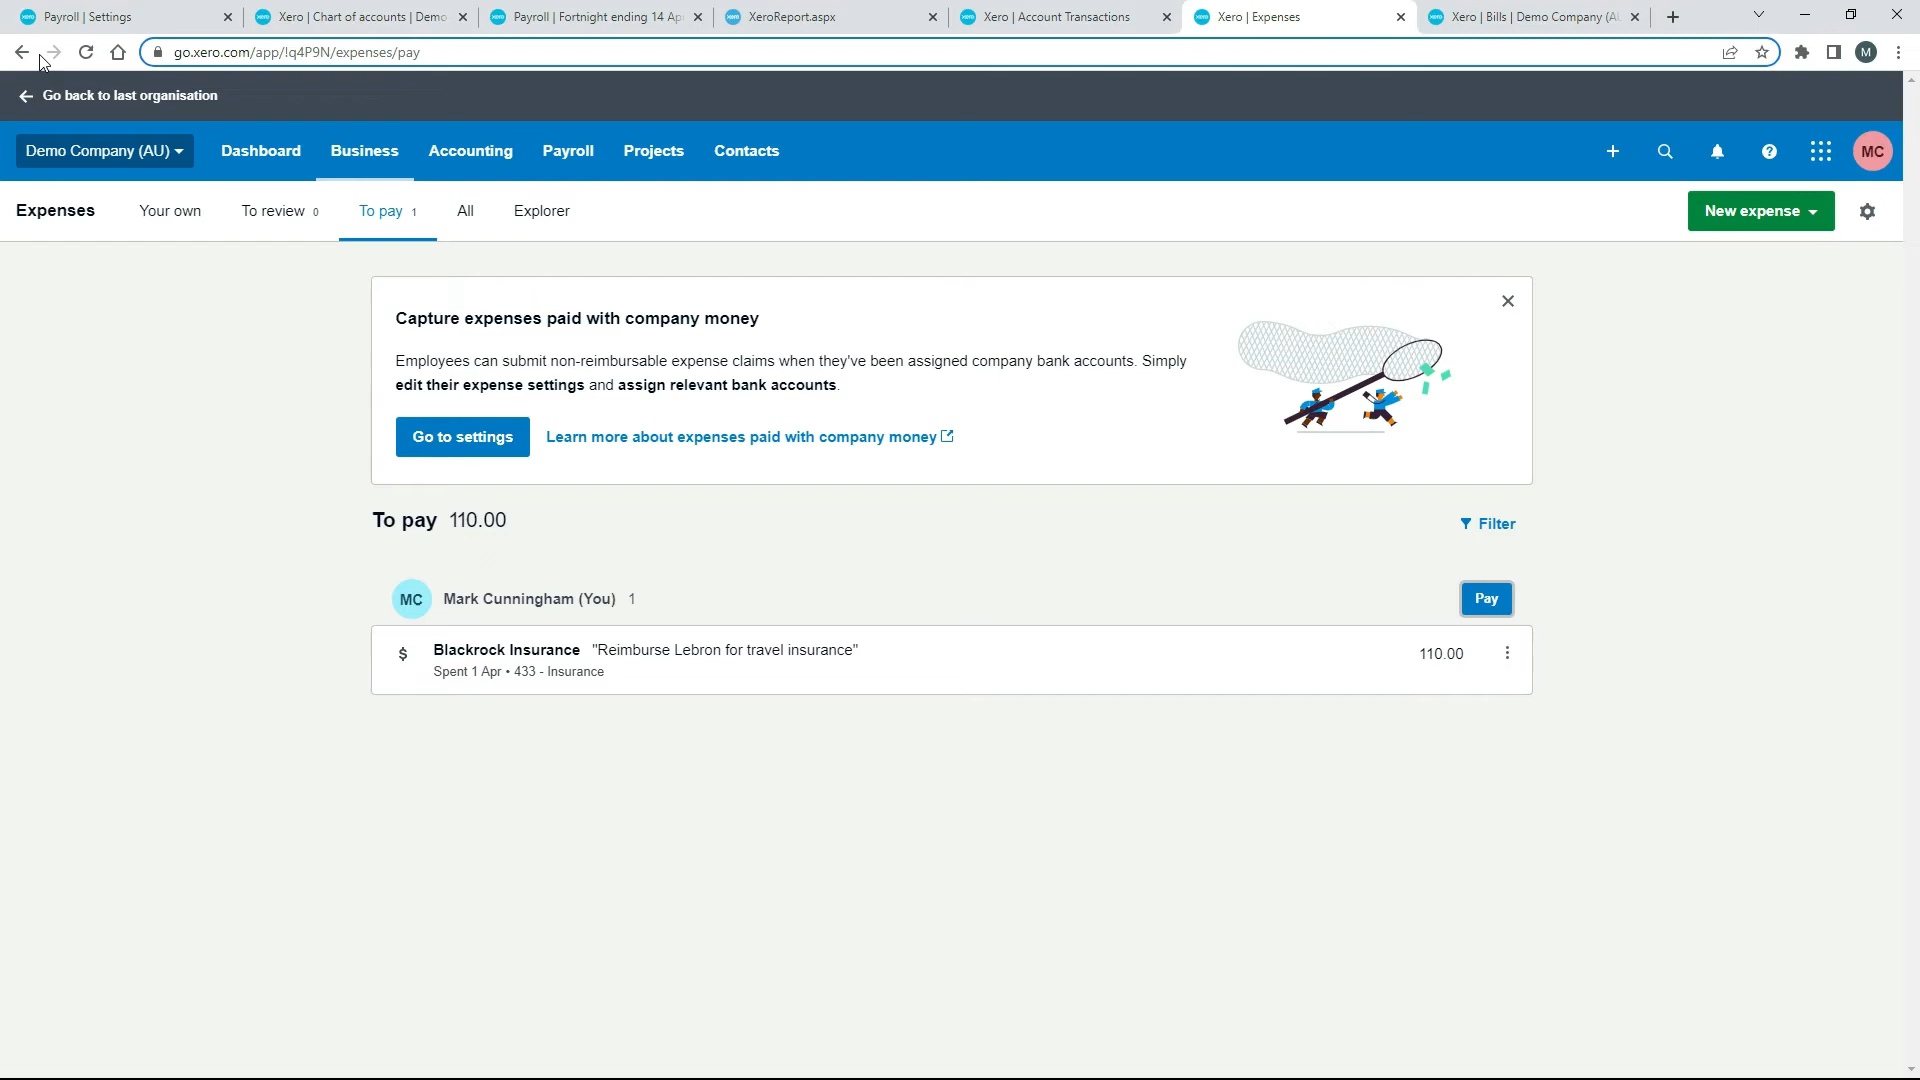 Payroll | Settings
Xero | Chart of accounts | Demo
Payroll | Fortnight ending 14 Ap
XeroReport.aspx
Xero | Account Transactions
Xero | Expenses
Xero | Bills | Demo Company (AU
go.xero.com/app/!q4P9N/expenses/pay
M
Go back to last organisation
Demo Company (AU)
Dashboard
Business
Accounting
Payroll
Projects
Contacts
MC
Expenses
Your own
To review 0
To pay 1
All
Explorer
New expense
Capture expenses paid with company money
Employees can submit non-reimbursable expense claims when they've been assigned company bank accounts. Simply
edit their expense settings and assign relevant bank accounts.
Go to settings
Learn more about expenses paid with company money
To pay 110.00
Filter
MC
Mark Cunningham (You) 1
Pay
$
Blackrock Insurance "Reimburse Lebron for travel insurance"
110.00
Spent 1 Apr • 433 - Insurance